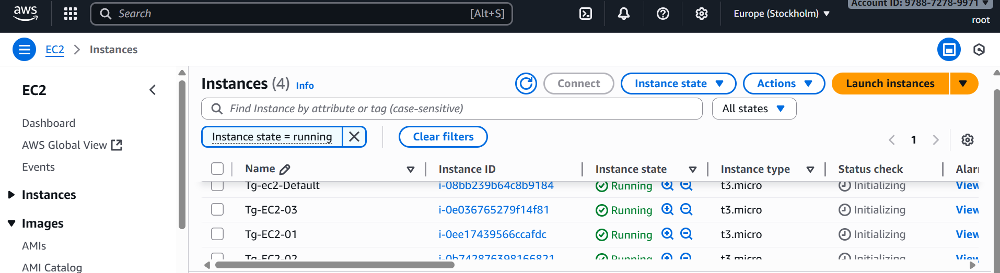 aws
Search [Alt+S]
Europe (Stockholm)
Account ID: 9788-7278-9971
root
EC2 Instances
EC2
Dashboard
AWS Global View
Events
Instances
Images
AMIs
AMI Catalog
Instances (4) Info
Connect
Instance state
Actions
Launch instances
Find Instance by attribute or tag (case-sensitive)
All states
Instance state = running
Clear filters
1
Name Instance ID Instance state Instance type Status check Alar
Tg-ec2-Default i-08bb239b64c8b9184 Running t3.micro Initializing View
Tg-EC2-03 i-0e036765279f14f81 Running t3.micro Initializing View
Tg-EC2-01 i-0ee17439566ccafdc Running t3.micro Initializing View
Tg-EC2-02 i-0b742876398166821 Running t3.micro Initializing View